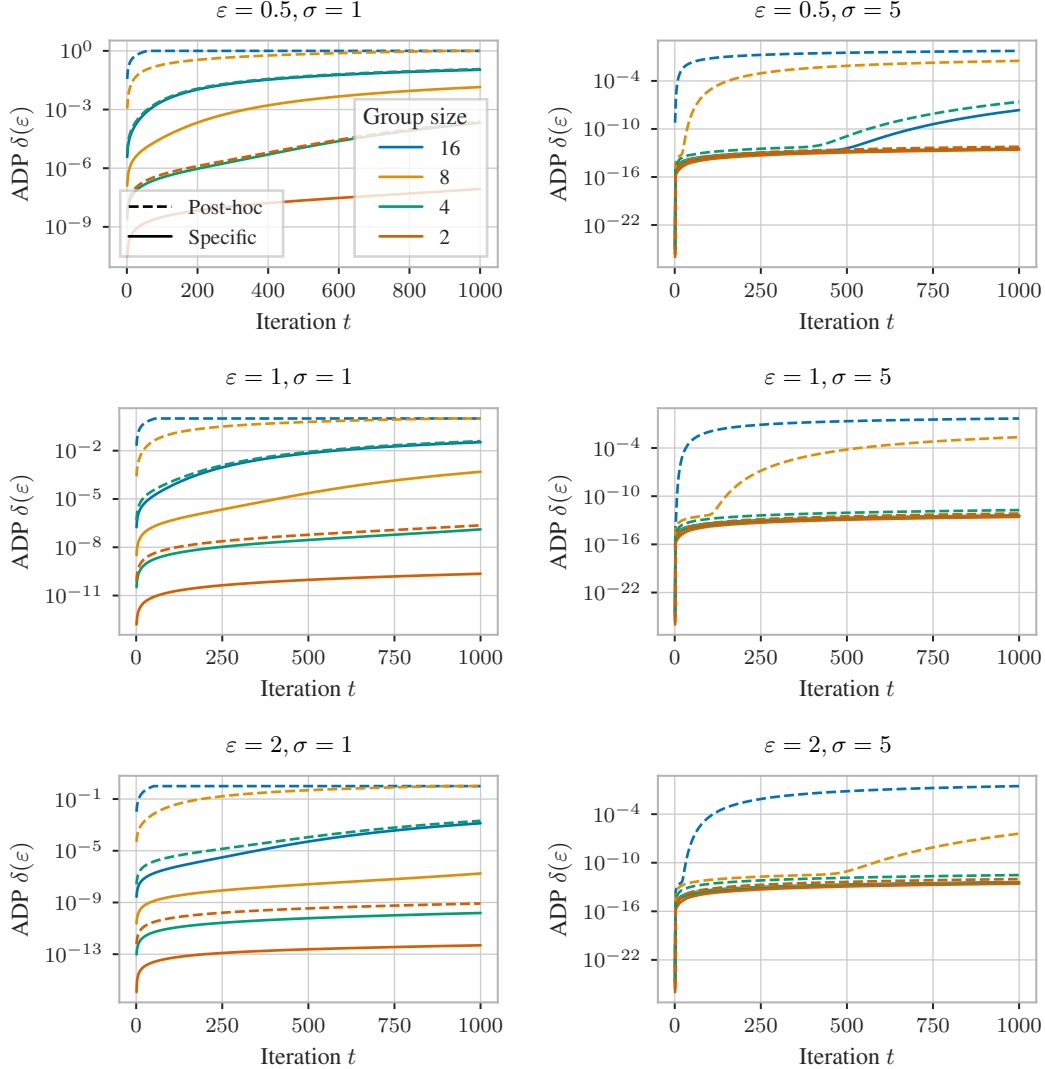 ε = 0.5, σ = 1
ADP δ(ε)
10⁰
10⁻³
10⁻⁶
10⁻⁹
Group size
16
8
4
2
Post-hoc
Specific
0 200 400 600 800 1000
Iteration t
ε = 0.5, σ = 5
ADP δ(ε)
10⁻⁴
10⁻¹⁰
10⁻¹⁶
10⁻²²
0 250 500 750 1000
Iteration t
ε = 1, σ = 1
ADP δ(ε)
10⁻²
10⁻⁵
10⁻⁸
10⁻¹¹
0 250 500 750 1000
Iteration t
ε = 1, σ = 5
ADP δ(ε)
10⁻⁴
10⁻¹⁰
10⁻¹⁶
10⁻²²
0 250 500 750 1000
Iteration t
ε = 2, σ = 1
ADP δ(ε)
10⁻¹
10⁻⁵
10⁻⁹
10⁻¹³
0 250 500 750 1000
Iteration t
ε = 2, σ = 5
ADP δ(ε)
10⁻⁴
10⁻¹⁰
10⁻¹⁶
10⁻²²
0 250 500 750 1000
Iteration t